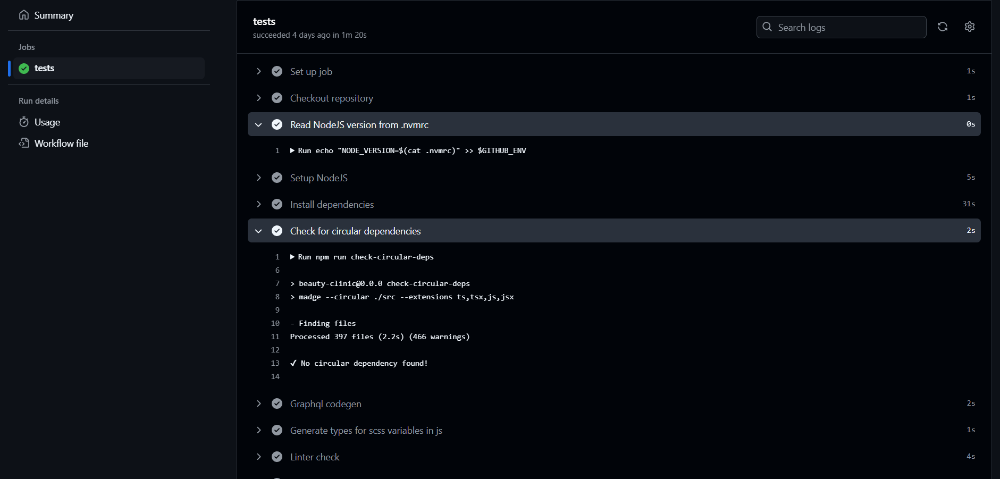 Summary
Jobs
tests
Run details
Usage
Workflow file
tests
succeeded 4 days ago in 1m 20s
Search logs
Set up job 1s
Checkout repository 1s
Read NodeJS version from .nvmrc 0s
1 Run echo "NODE_VERSION=$(cat .nvmrc)" >> $GITHUB_ENV
Setup NodeJS 5s
Install dependencies 31s
Check for circular dependencies 2s
1 Run npm run check-circular-deps
6
7 > beauty-clinic@0.0.0 check-circular-deps
8 > madge --circular ./src --extensions ts,tsx,js,jsx
9
10 - Finding files
11 Processed 397 files (2.2s) (466 warnings)
12
13 ✔ No circular dependency found!
14
Graphql codegen 2s
Generate types for scss variables in js 1s
Linter check 4s